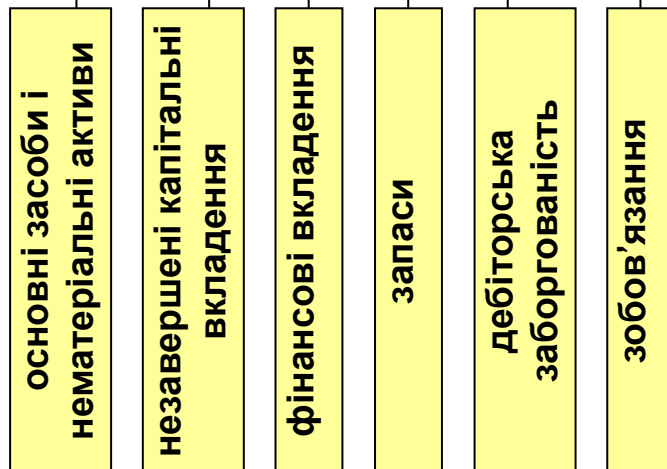 основні засоби і
нематеріальні активи
незавершені капітальні
вкладення
фінансові вкладення
запаси
дебіторська
заборгованість
зобов’язання